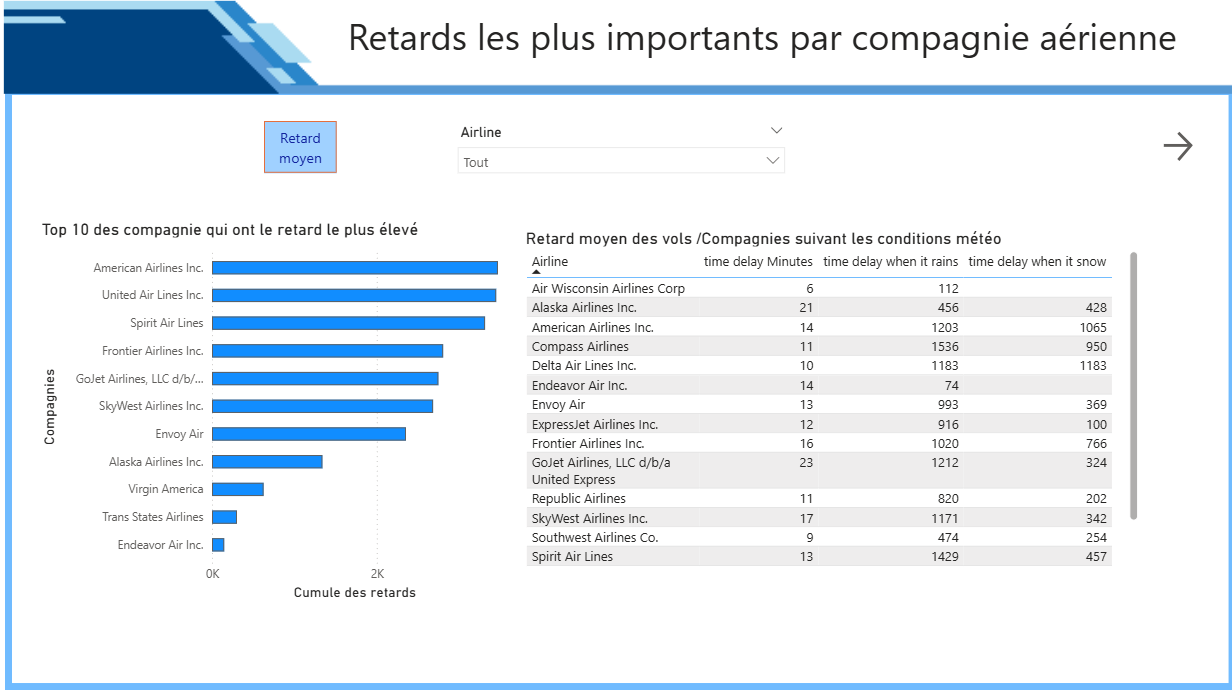 Retards les plus importants par compagnie aérienne
Retard
moyen
Airline
Tout
Top 10 des compagnie qui ont le retard le plus élevé
Compagnies
American Airlines Inc.
United Air Lines Inc.
Spirit Air Lines
Frontier Airlines Inc.
GoJet Airlines, LLC d/b/...
SkyWest Airlines Inc.
Envoy Air
Alaska Airlines Inc.
Virgin America
Trans States Airlines
Endeavor Air Inc.
0K 2K
Cumule des retards
Retard moyen des vols /Compagnies suivant les conditions météo
Airline time delay Minutes time delay when it rains time delay when it snow
Air Wisconsin Airlines Corp 6 112
Alaska Airlines Inc. 21 456 428
American Airlines Inc. 14 1203 1065
Compass Airlines 11 1536 950
Delta Air Lines Inc. 10 1183 1183
Endeavor Air Inc. 14 74
Envoy Air 13 993 369
ExpressJet Airlines Inc. 12 916 100
Frontier Airlines Inc. 16 1020 766
GoJet Airlines, LLC d/b/a 23 1212 324
United Express
Republic Airlines 11 820 202
SkyWest Airlines Inc. 17 1171 342
Southwest Airlines Co. 9 474 254
Spirit Air Lines 13 1429 457